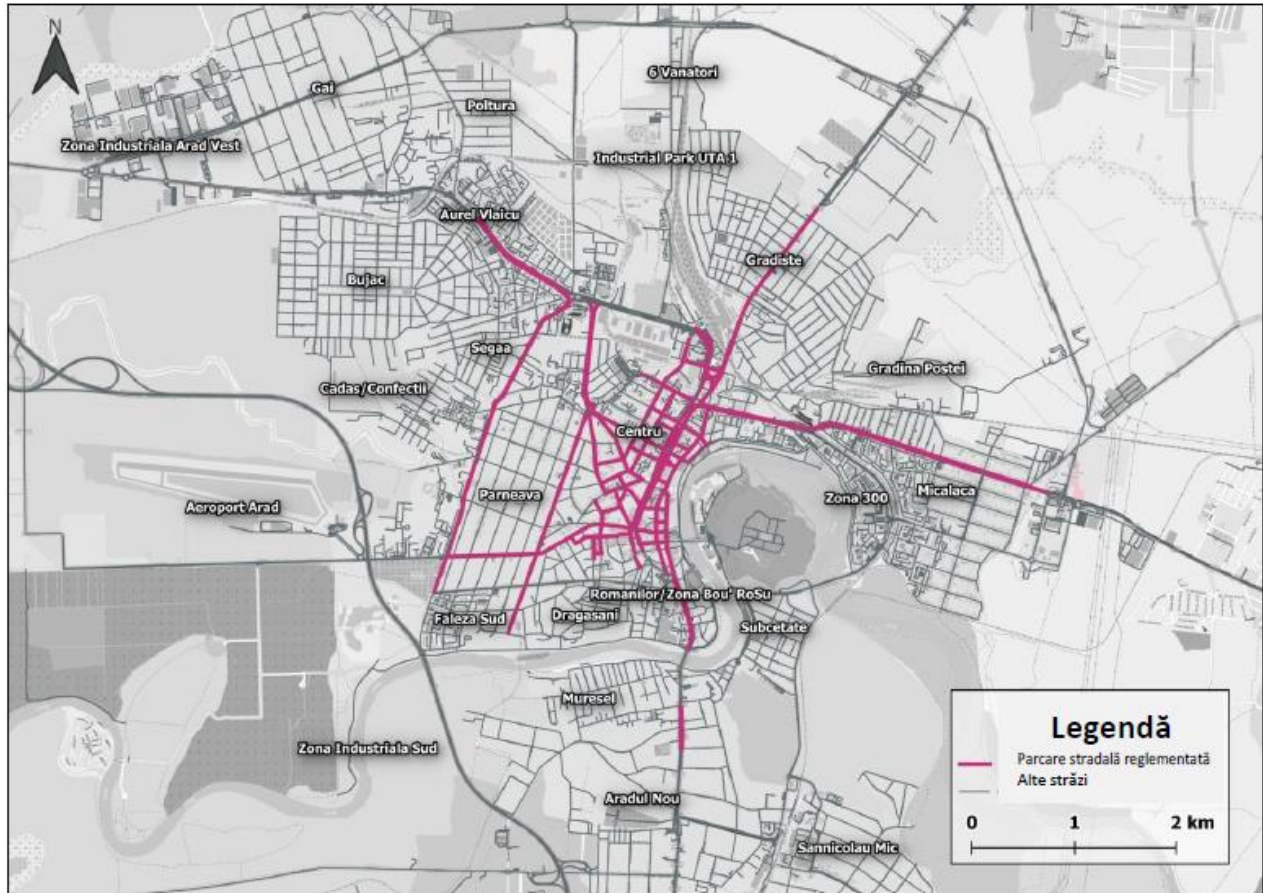 N
6 Vanatori
Gai
Poltura
Zona Industriala Arad Vest
Industrial Park UTA 1
Aurel Vlaicu
Gradiste
Bujac
Segaa
Gradina Postei
Cadas/Confectii
Centru
Parneava
Zona 300
Micalaca
Aeroport Arad
Romanilor/Zona Bou' RoSu
Faleza Sud
Dragasani
Subcetate
Muresel
Zona Industriala Sud
Aradul Nou
Sannicolau Mic
Legendă
Parcare stradală reglementată
Alte străzi
0 1 2 km